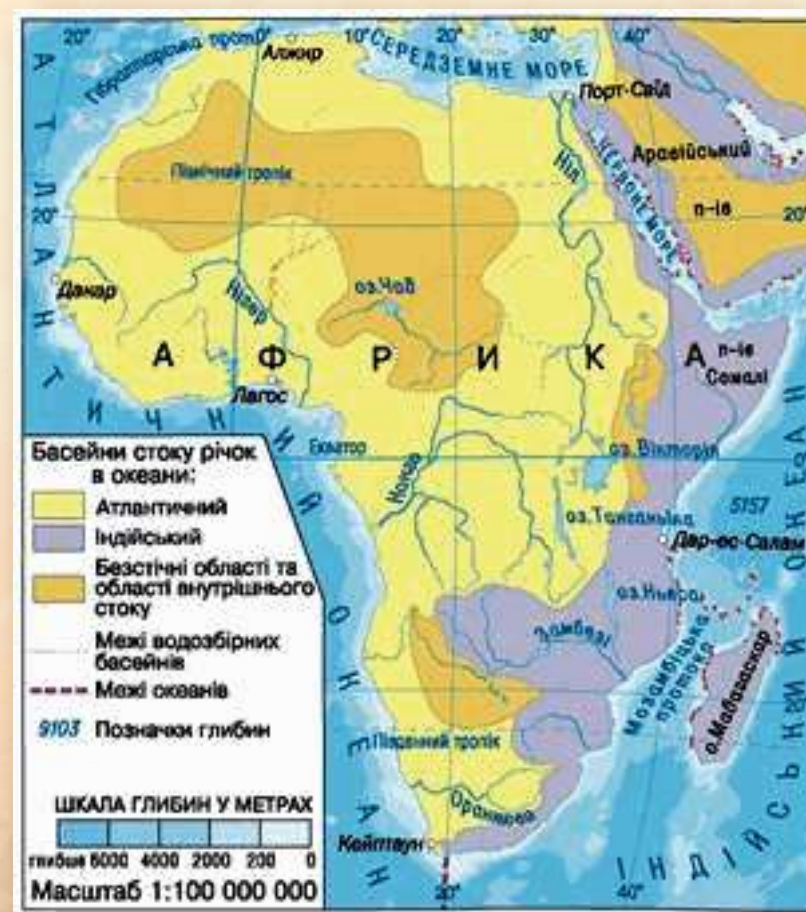 20°
0°
10°
20°
30°
40°
Гібралтарська прот.
Алжир
СЕРЕДЗЕМНЕ МОРЕ
Порт-Саїд
Північний тропік
Ніл
ЧЕРВОНЕ МОРЕ
Аравійський
п-ів
20°
20°
Дакар
Нігер
оз.Чад
АФРИКА
п-ів
Сомалі
Лагос
АТЛАНТИЧНИЙ ОКЕАН
Екватор
Конго
оз.Вікторія
5157
оз.Танганьїка
Дар-ес-Салам
оз.Ньяса
Замбезі
Мозамбіцька
протока
о.Мадагаскар
Південний тропік
Оранжева
Кейптаун
20°
40°
ІНДІЙСЬКИЙ ОКЕАН
Басейни стоку річок
в океани:
Атлантичний
Індійський
Безстічні області та
області внутрішнього
стоку
Межі водозбірних
басейнів
Межі океанів
9103 Позначки глибин
ШКАЛА ГЛИБИН У МЕТРАХ
глибше 6000 4000 2000 200 0
Масштаб 1:100 000 000